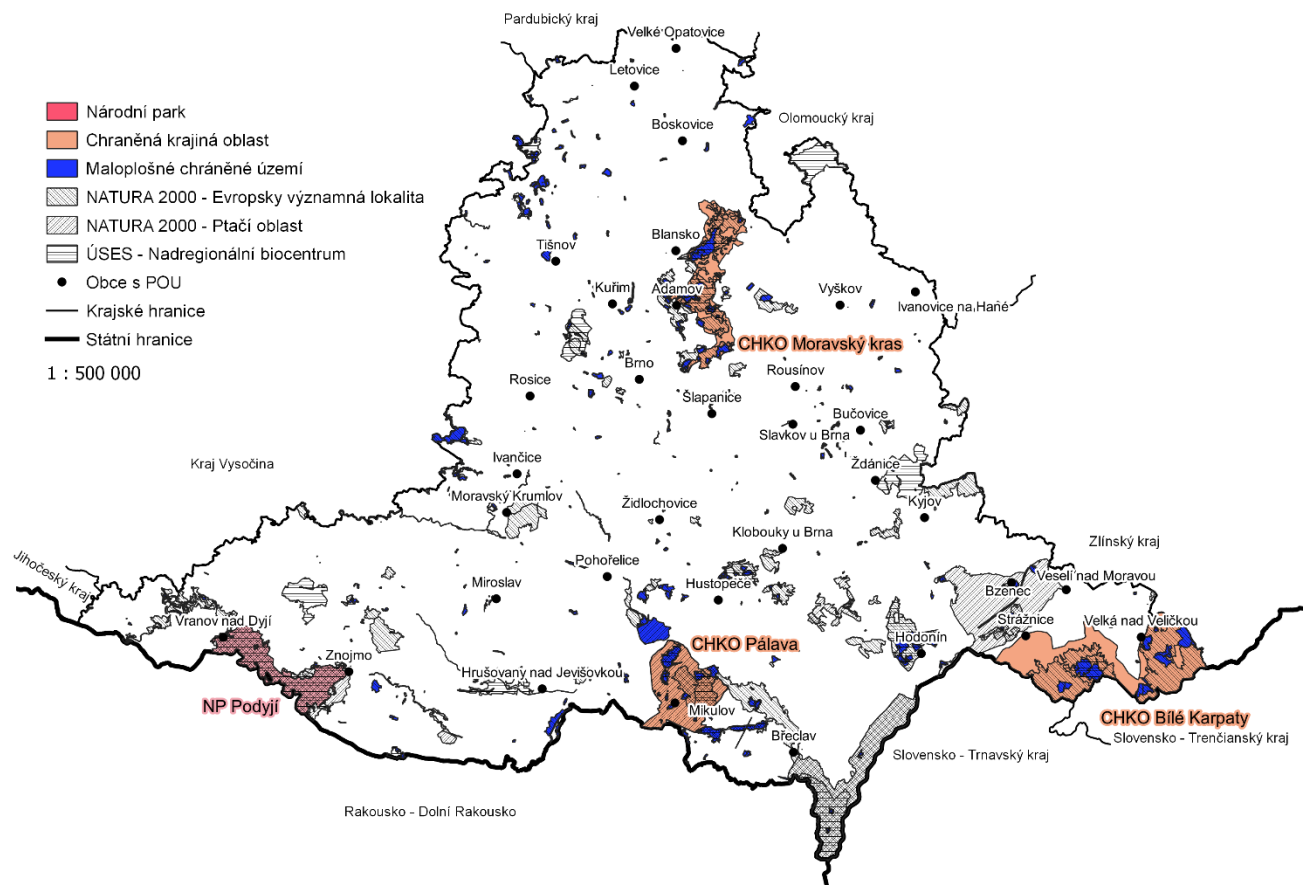 Pardubický kraj
Velké Opatovice
Letovice
Národní park
Chraněná krajiná oblast
Maloplošné chráněné území
NATURA 2000 - Evropsky významná lokalita
NATURA 2000 - Ptačí oblast
ÚSES - Nadregionální biocentrum
Obce s POU
Krajské hranice
Státní hranice
1 : 500 000
Olomoucký kraj
Boskovice
Blansko
Tišnov
Kuřim
Adamov
Vyškov
Ivanovice na Hané
CHKO Moravský kras
Brno
Rousínov
Rosice
Šlapanice
Bučovice
Slavkov u Brna
Kraj Vysočina
Ivančice
Ždánice
Moravský Krumlov
Židlochovice
Kyjov
Klobouky u Brna
Zlínský kraj
Jihočeský kraj
Pohořelice
Miroslav
Hustopeče
Veselí nad Moravou
Bzenec
Vranov nad Dyjí
Strážnice
Velká nad Veličkou
CHKO Pálava
Hodonín
Znojmo
Hrušovany nad Jevišovkou
NP Podyjí
Mikulov
CHKO Bílé Karpaty
Slovensko - Trenčianský kraj
Břeclav
Slovensko - Trnavský kraj
Rakousko - Dolní Rakousko